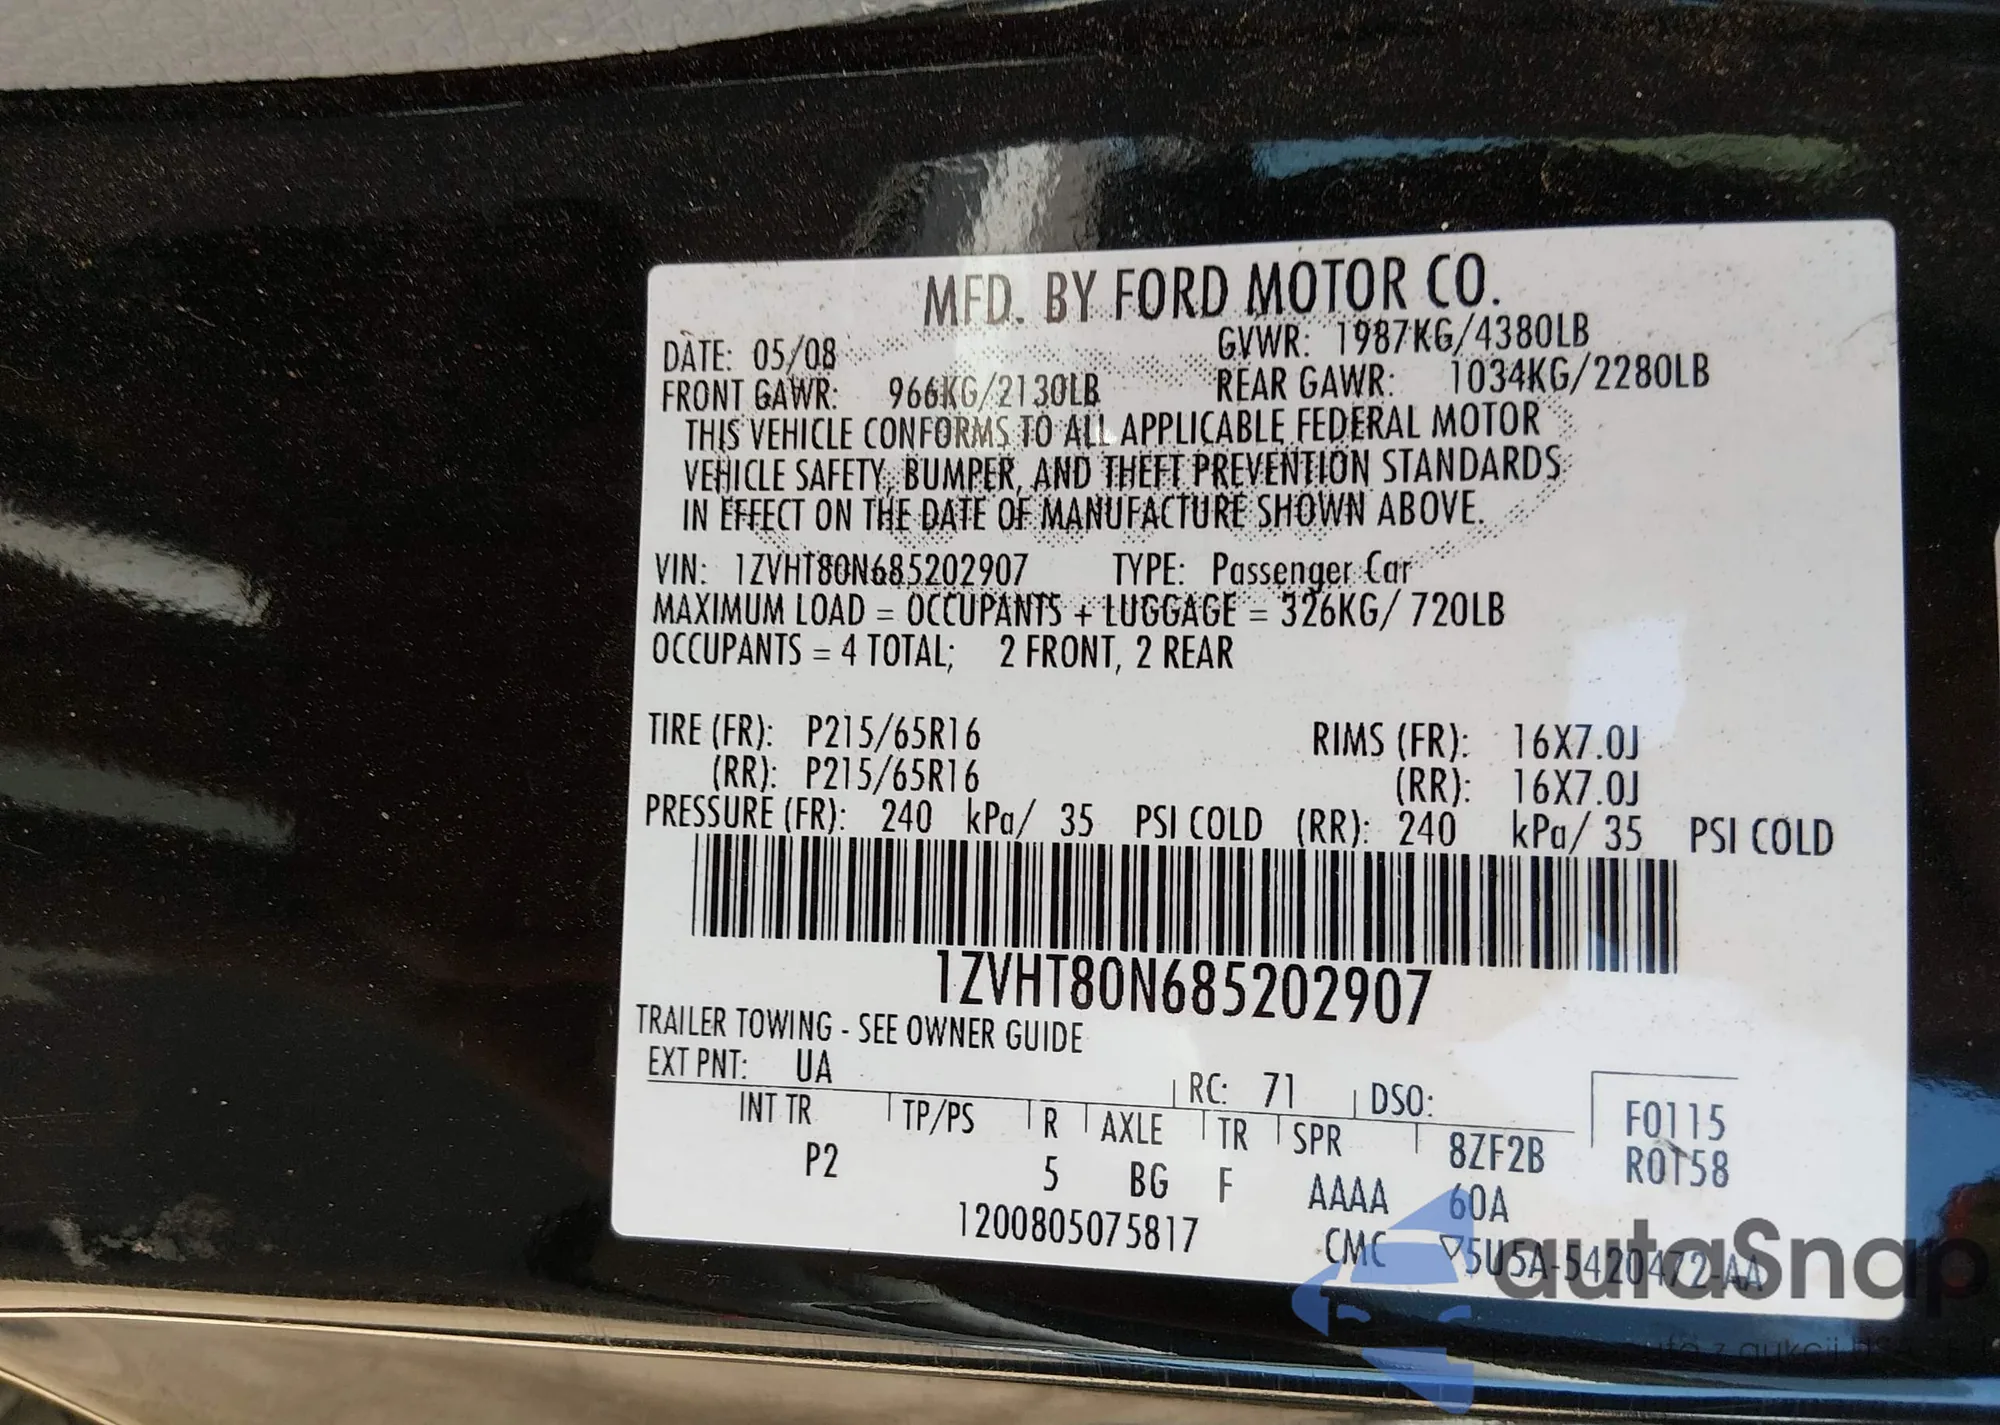 MFD. BY FORD MOTOR CO.
DATE: 05/08 GVWR: 1987KG/4380LB
FRONT GAWR: 966KG/2130LB REAR GAWR: 1034KG/2280LB
THIS VEHICLE CONFORMS TO ALL APPLICABLE FEDERAL MOTOR
VEHICLE SAFETY, BUMPER, AND THEFT PREVENTION STANDARDS
IN EFFECT ON THE DATE OF MANUFACTURE SHOWN ABOVE.
VIN: 1ZVHT80N685202907 TYPE: Passenger Car
MAXIMUM LOAD = OCCUPANTS + LUGGAGE = 326KG/ 720LB
OCCUPANTS = 4 TOTAL; 2 FRONT, 2 REAR
TIRE (FR): P215/65R16 RIMS (FR): 16X7.0J
(RR): P215/65R16 (RR): 16X7.0J
PRESSURE (FR): 240 kPa/ 35 PSI COLD (RR): 240 kPa/ 35 PSI COLD
1ZVHT80N685202907
TRAILER TOWING - SEE OWNER GUIDE
EXT PNT: UA RC: 71 DSO:
INT TR TP/PS R AXLE TR SPR 8ZF2B F0115
P2 5 BG F AAAA 60A R0158
1200805075817 CMC 5U5A-5420472-AA
autaSnap
auta z aukcji